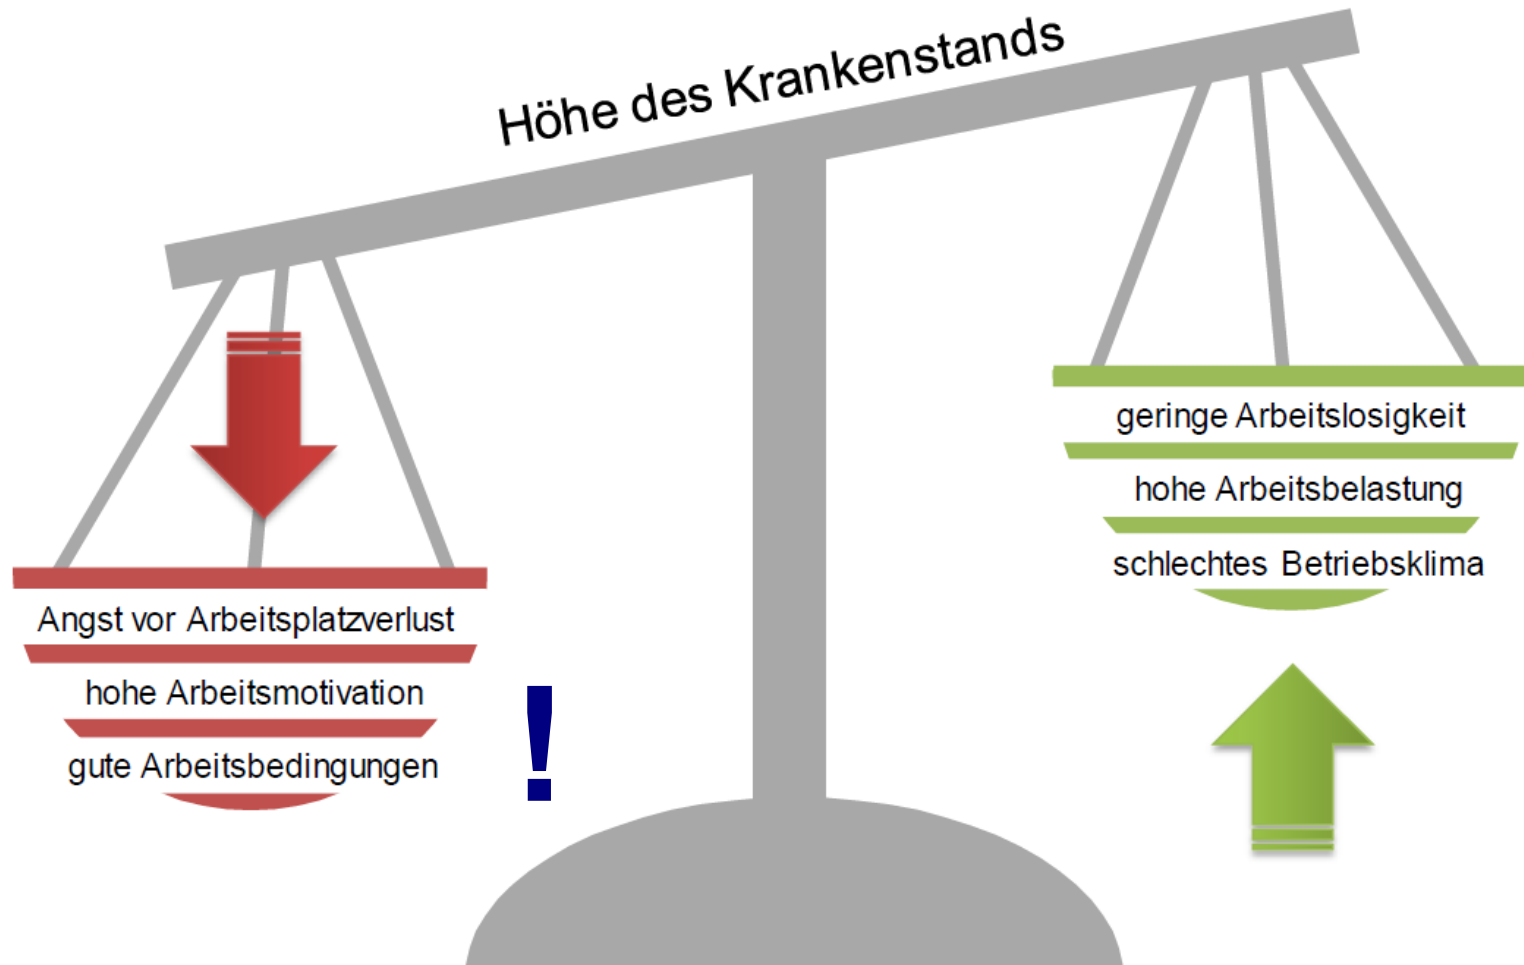 Höhe des Krankenstands
geringe Arbeitslosigkeit
hohe Arbeitsbelastung
schlechtes Betriebsklima
Angst vor Arbeitsplatzverlust
hohe Arbeitsmotivation
gute Arbeitsbedingungen
!